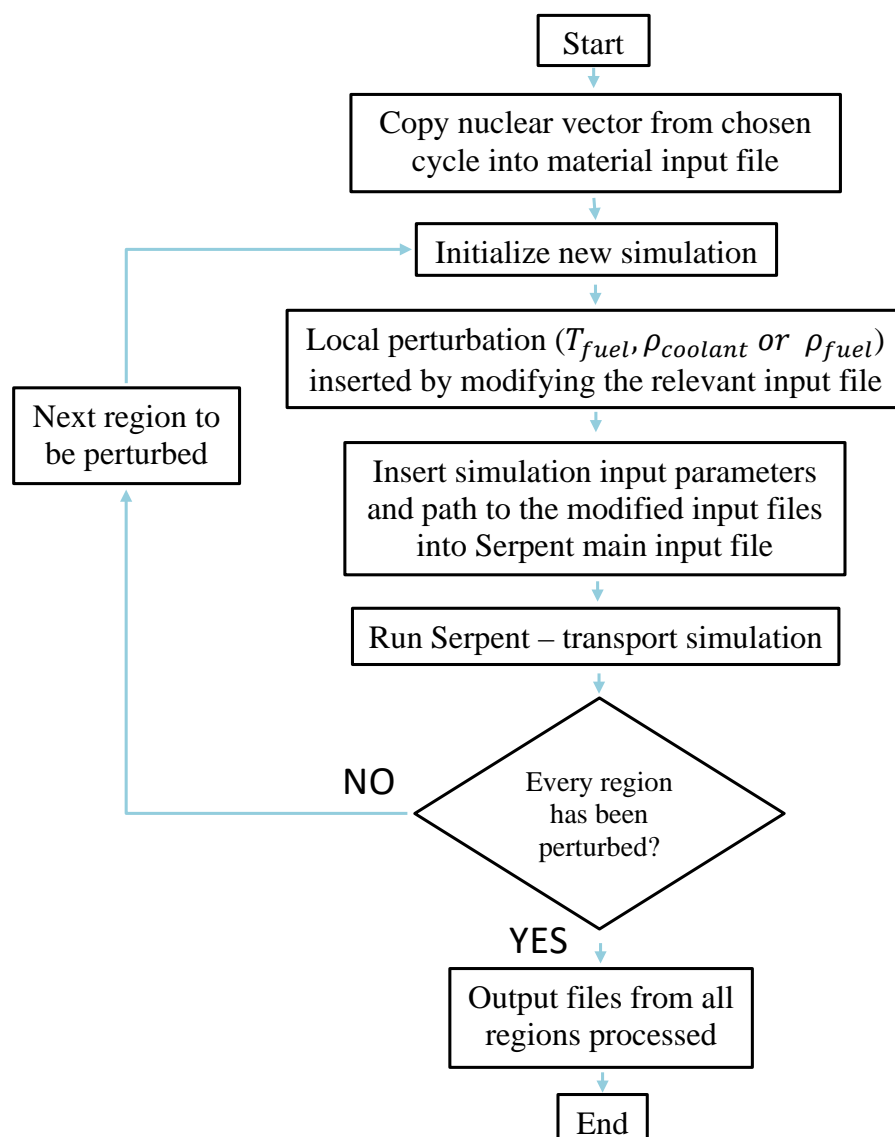 Start
Copy nuclear vector from chosen
cycle into material input file
Initialize new simulation
Local perturbation (T_fuel, ρ_coolant or ρ_fuel)
inserted by modifying the relevant input file
Next region to
be perturbed
Insert simulation input parameters
and path to the modified input files
into Serpent main input file
Run Serpent – transport simulation
NO
Every region
has been
perturbed?
YES
Output files from all
regions processed
End